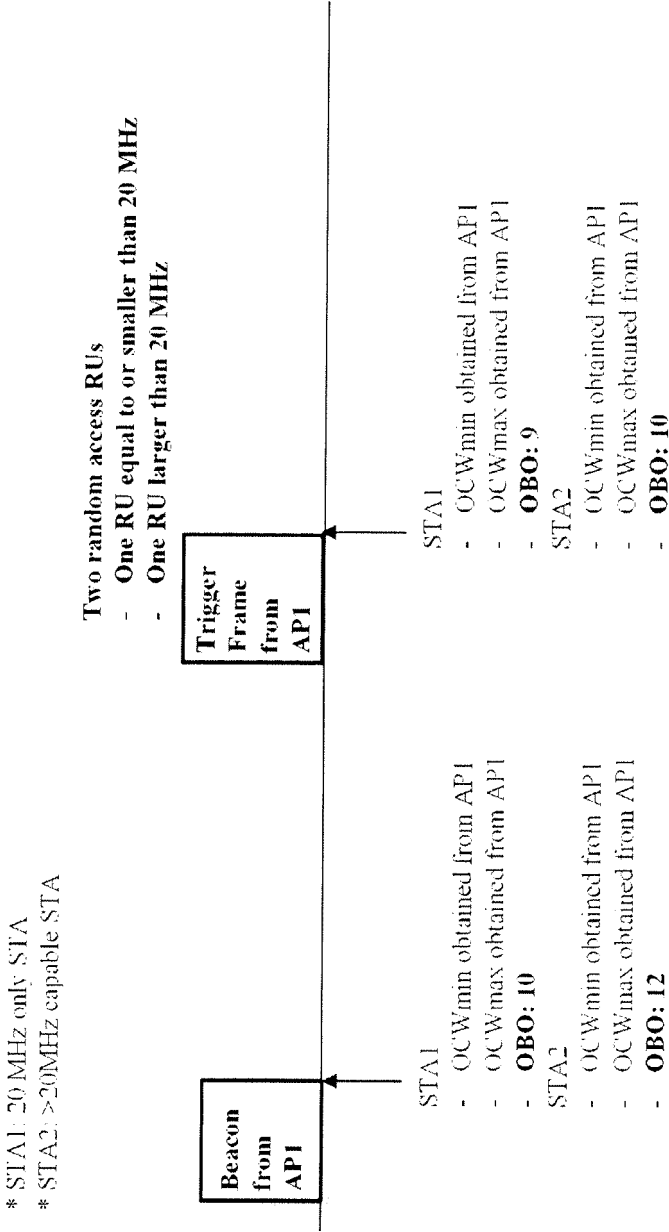 * STA1: 20 MHz only STA
* STA2: >20MHz capable STA
Two random access RUs
- One RU equal to or smaller than 20 MHz
- One RU larger than 20 MHz
Beacon
from
AP1
Trigger
Frame
from
AP1
STA1
- OCWmin obtained from AP1
- OCWmax obtained from AP1
- OBO: 10
STA2
- OCWmin obtained from AP1
- OCWmax obtained from AP1
- OBO: 12
STA1
- OCWmin obtained from AP1
- OCWmax obtained from AP1
- OBO: 9
STA2
- OCWmin obtained from AP1
- OCWmax obtained from AP1
- OBO: 10